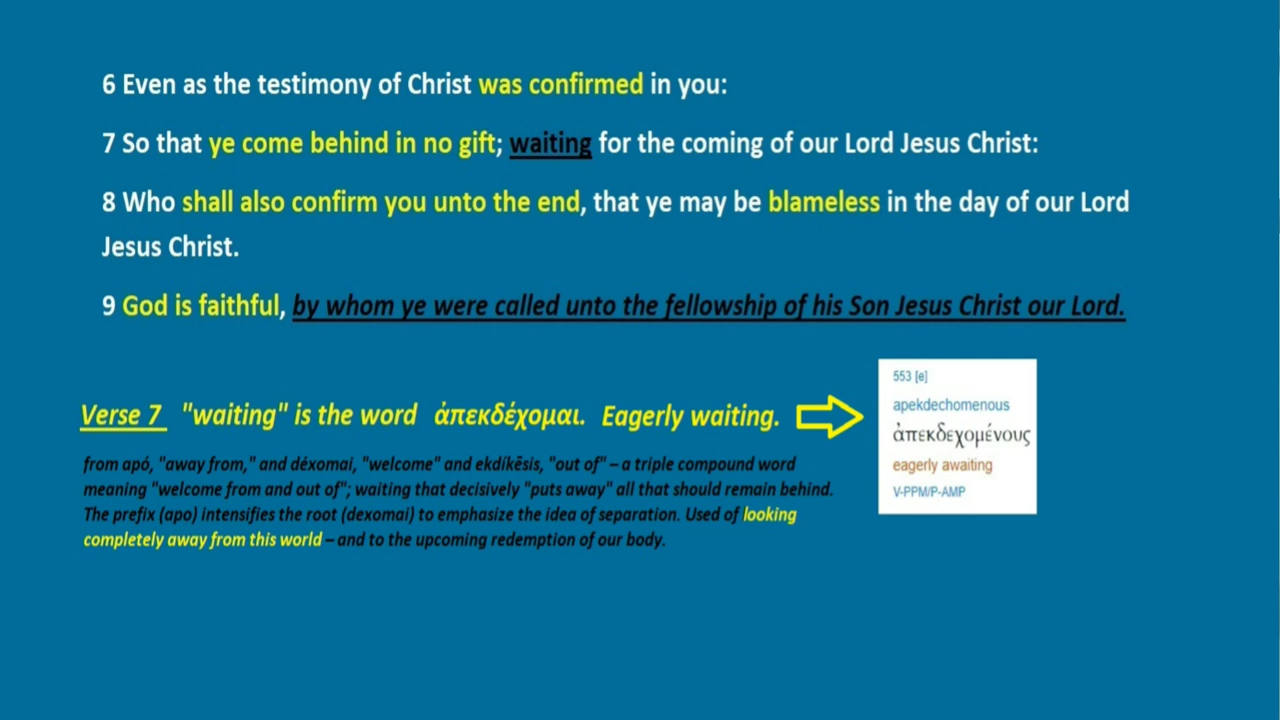 6 Even as the testimony of Christ was confirmed in you:
7 So that ye come behind in no gift; waiting for the coming of our Lord Jesus Christ:
8 Who shall also confirm you unto the end, that ye may be blameless in the day of our Lord
Jesus Christ.
9 God is faithful, by whom ye were called unto the fellowship of his Son Jesus Christ our Lord.
Verse 7 "waiting" is the word ἀπεκδέχομαι. Eagerly waiting.
from apó, "away from," and déxomai, "welcome" and ekdíkēsis, "out of" – a triple compound word
meaning "welcome from and out of"; waiting that decisively "puts away" all that should remain behind.
The prefix (apo) intensifies the root (dexomai) to emphasize the idea of separation. Used of looking
completely away from this world – and to the upcoming redemption of our body.
553 [e]
apekdechomenous
ἀπεκδεχομένους
eagerly awaiting
V-PPM/P-AMP